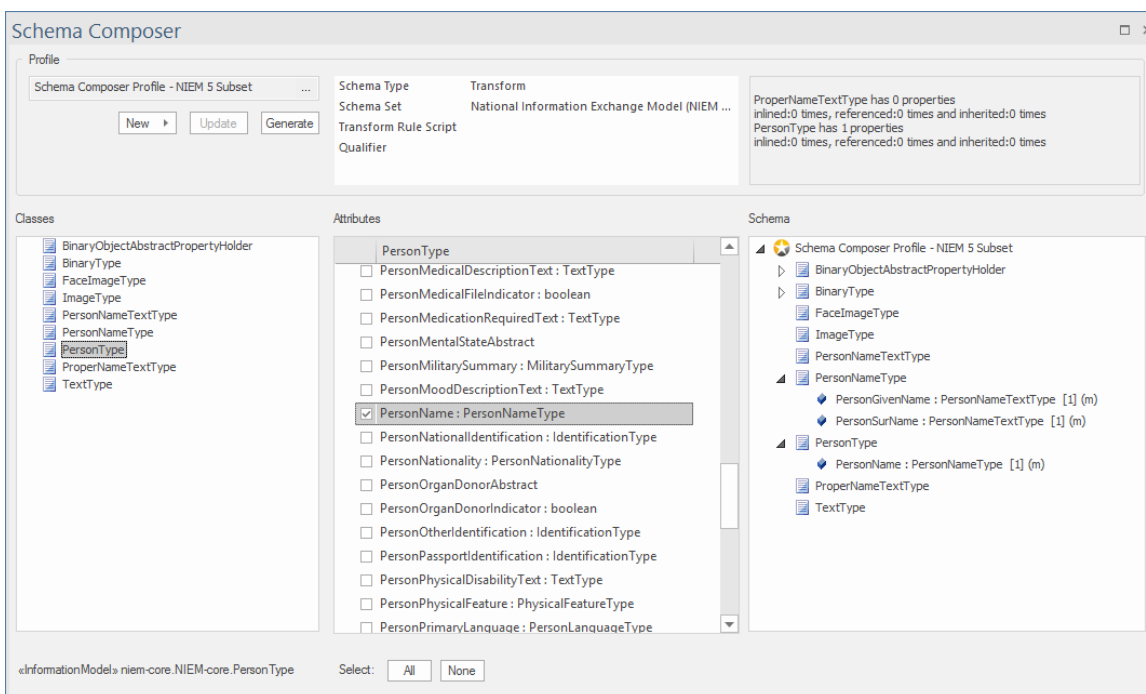 Schema Composer
Profile
Schema Composer Profile - NIEM 5 Subset ...
New Update Generate
Schema Type Transform
Schema Set National Information Exchange Model (NIEM ...
Transform Rule Script
Qualifier
ProperNameTextType has 0 properties
inlined:0 times, referenced:0 times and inherited:0 times
PersonType has 1 properties
inlined:0 times, referenced:0 times and inherited:0 times
Classes
BinaryObjectAbstractPropertyHolder
BinaryType
FaceImageType
ImageType
PersonNameTextType
PersonNameType
PersonType
ProperNameTextType
TextType
Attributes
PersonType
PersonMedicalDescriptionText : TextType
PersonMedicalFileIndicator : boolean
PersonMedicationRequiredText : TextType
PersonMentalStateAbstract
PersonMilitarySummary : MilitarySummaryType
PersonMoodDescriptionText : TextType
PersonName : PersonNameType
PersonNationalIdentification : IdentificationType
PersonNationality : PersonNationalityType
PersonOrganDonorAbstract
PersonOrganDonorIndicator : boolean
PersonOtherIdentification : IdentificationType
PersonPassportIdentification : IdentificationType
PersonPhysicalDisabilityText : TextType
PersonPhysicalFeature : PhysicalFeatureType
PersonPrimaryLanguage : PersonLanguageType
Schema
Schema Composer Profile - NIEM 5 Subset
BinaryObjectAbstractPropertyHolder
BinaryType
FaceImageType
ImageType
PersonNameTextType
PersonNameType
PersonGivenName : PersonNameTextType [1] (m)
PersonSurName : PersonNameTextType [1] (m)
PersonType
PersonName : PersonNameType [1] (m)
ProperNameTextType
TextType
«InformationModel» niem-core.NIEM-core.PersonType
Select: All None